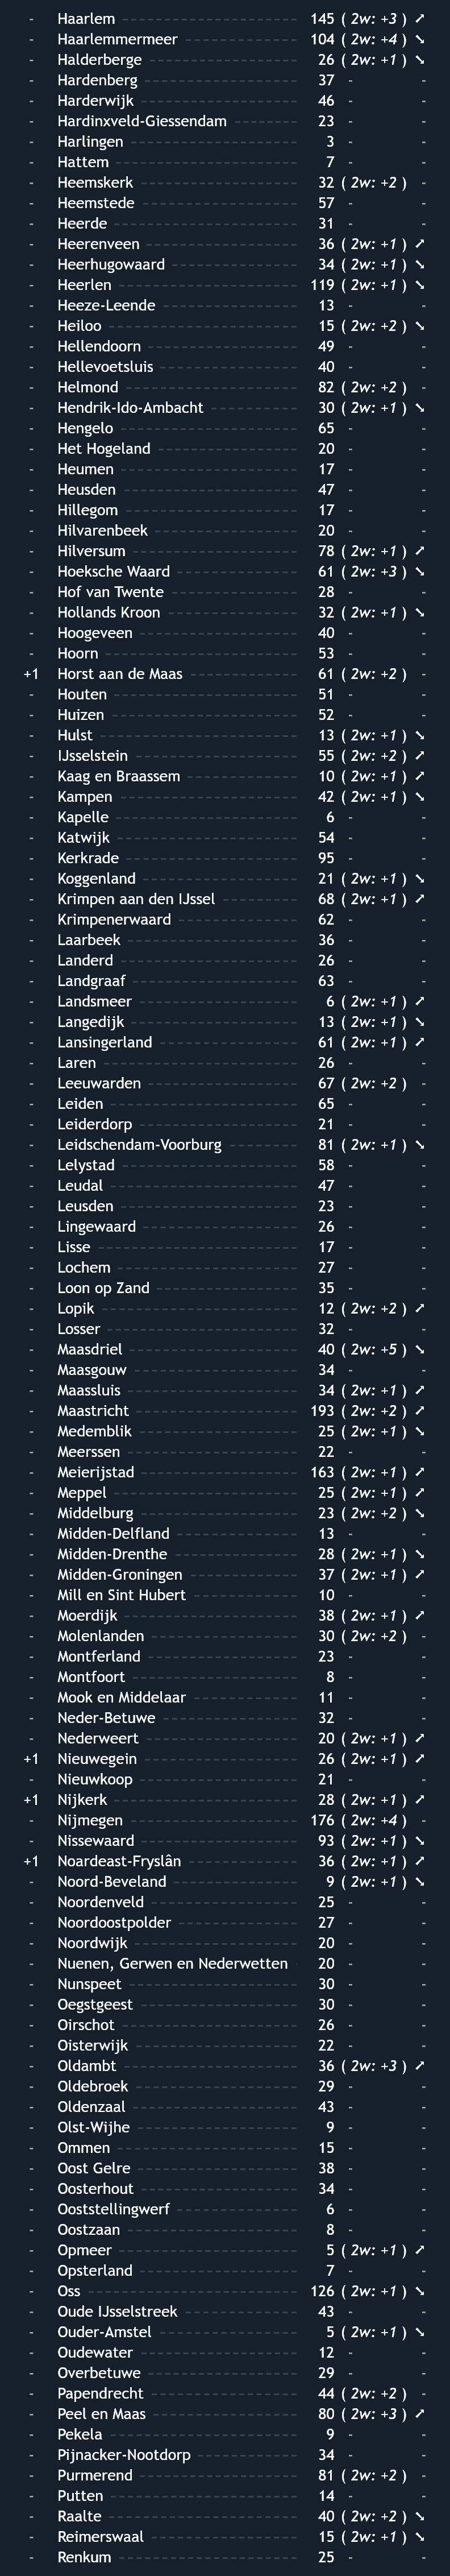 - Haarlem 145 ( 2w: +3 ) ➚
- Haarlemmermeer 104 ( 2w: +4 ) ➘
- Halderberge 26 ( 2w: +1 ) ➘
- Hardenberg 37 - -
- Harderwijk 46 - -
- Hardinxveld-Giessendam 23 - -
- Harlingen 3 - -
- Hattem 7 - -
- Heemskerk 32 ( 2w: +2 ) -
- Heemstede 57 - -
- Heerde 31 - -
- Heerenveen 36 ( 2w: +1 ) ➚
- Heerhugowaard 34 ( 2w: +1 ) ➘
- Heerlen 119 ( 2w: +1 ) ➘
- Heeze-Leende 13 - -
- Heiloo 15 ( 2w: +2 ) ➘
- Hellendoorn 49 - -
- Hellevoetsluis 40 - -
- Helmond 82 ( 2w: +2 ) -
- Hendrik-Ido-Ambacht 30 ( 2w: +1 ) ➘
- Hengelo 65 - -
- Het Hogeland 20 - -
- Heumen 17 - -
- Heusden 47 - -
- Hillegom 17 - -
- Hilvarenbeek 20 - -
- Hilversum 78 ( 2w: +1 ) ➚
- Hoeksche Waard 61 ( 2w: +3 ) ➘
- Hof van Twente 28 - -
- Hollands Kroon 32 ( 2w: +1 ) ➘
- Hoogeveen 40 - -
- Hoorn 53 - -
+1 Horst aan de Maas 61 ( 2w: +2 ) -
- Houten 51 - -
- Huizen 52 - -
- Hulst 13 ( 2w: +1 ) ➘
- IJsselstein 55 ( 2w: +2 ) ➚
- Kaag en Braassem 10 ( 2w: +1 ) ➚
- Kampen 42 ( 2w: +1 ) ➘
- Kapelle 6 - -
- Katwijk 54 - -
- Kerkrade 95 - -
- Koggenland 21 ( 2w: +1 ) ➘
- Krimpen aan den IJssel 68 ( 2w: +1 ) ➚
- Krimpenerwaard 62 - -
- Laarbeek 36 - -
- Landerd 26 - -
- Landgraaf 63 - -
- Landsmeer 6 ( 2w: +1 ) ➚
- Langedijk 13 ( 2w: +1 ) ➘
- Lansingerland 61 ( 2w: +1 ) ➚
- Laren 26 - -
- Leeuwarden 67 ( 2w: +2 ) -
- Leiden 65 - -
- Leiderdorp 21 - -
- Leidschendam-Voorburg 81 ( 2w: +1 ) ➘
- Lelystad 58 - -
- Leudal 47 - -
- Leusden 23 - -
- Lingewaard 26 - -
- Lisse 17 - -
- Lochem 27 - -
- Loon op Zand 35 - -
- Lopik 12 ( 2w: +2 ) ➚
- Losser 32 - -
- Maasdriel 40 ( 2w: +5 ) ➘
- Maasgouw 34 - -
- Maassluis 34 ( 2w: +1 ) ➚
- Maastricht 193 ( 2w: +2 ) ➚
- Medemblik 25 ( 2w: +1 ) ➘
- Meerssen 22 - -
- Meierijstad 163 ( 2w: +1 ) ➚
- Meppel 25 ( 2w: +1 ) ➚
- Middelburg 23 ( 2w: +2 ) ➘
- Midden-Delfland 13 - -
- Midden-Drenthe 28 ( 2w: +1 ) ➘
- Midden-Groningen 37 ( 2w: +1 ) ➚
- Mill en Sint Hubert 10 - -
- Moerdijk 38 ( 2w: +1 ) ➚
- Molenlanden 30 ( 2w: +2 ) -
- Montferland 23 - -
- Montfoort 8 - -
- Mook en Middelaar 11 - -
- Neder-Betuwe 32 - -
- Nederweert 20 ( 2w: +1 ) ➚
+1 Nieuwegein 26 ( 2w: +1 ) ➚
- Nieuwkoop 21 - -
+1 Nijkerk 28 ( 2w: +1 ) ➚
- Nijmegen 176 ( 2w: +4 ) -
- Nissewaard 93 ( 2w: +1 ) ➘
+1 Noardeast-Fryslân 36 ( 2w: +1 ) ➚
- Noord-Beveland 9 ( 2w: +1 ) ➘
- Noordenveld 25 - -
- Noordoostpolder 27 - -
- Noordwijk 20 - -
- Nuenen, Gerwen en Nederwetten 20 - -
- Nunspeet 30 - -
- Oegstgeest 30 - -
- Oirschot 26 - -
- Oisterwijk 22 - -
- Oldambt 36 ( 2w: +3 ) ➚
- Oldebroek 29 - -
- Oldenzaal 43 - -
- Olst-Wijhe 9 - -
- Ommen 15 - -
- Oost Gelre 38 - -
- Oosterhout 34 - -
- Ooststellingwerf 6 - -
- Oostzaan 8 - -
- Opmeer 5 ( 2w: +1 ) ➚
- Opsterland 7 - -
- Oss 126 ( 2w: +1 ) ➘
- Oude IJsselstreek 43 - -
- Ouder-Amstel 5 ( 2w: +1 ) ➘
- Oudewater 12 - -
- Overbetuwe 29 - -
- Papendrecht 44 ( 2w: +2 ) -
- Peel en Maas 80 ( 2w: +3 ) ➚
- Pekela 9 - -
- Pijnacker-Nootdorp 34 - -
- Purmerend 81 ( 2w: +2 ) -
- Putten 14 - -
- Raalte 40 ( 2w: +2 ) ➘
- Reimerswaal 15 ( 2w: +1 ) ➘
- Renkum 25 - -